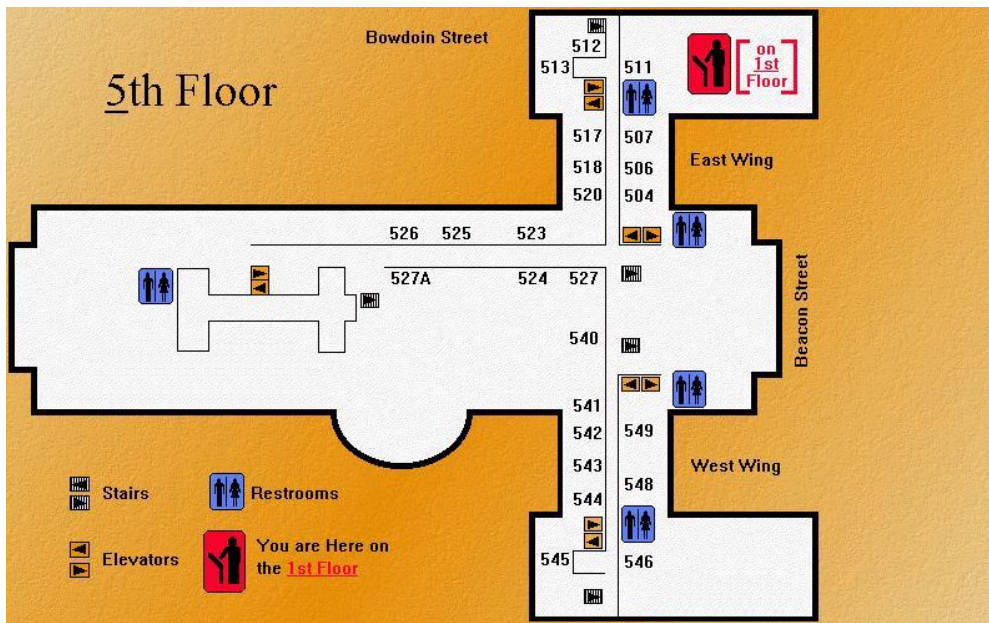 Bowdoin Street
5th Floor
512
513
511
on
1st
Floor
517
507
East Wing
518
506
520
504
526
525
523
527A
524
527
Beacon Street
540
541
542
549
543
West Wing
544
548
545
546
Stairs
Restrooms
Elevators
You are Here on
the 1st Floor